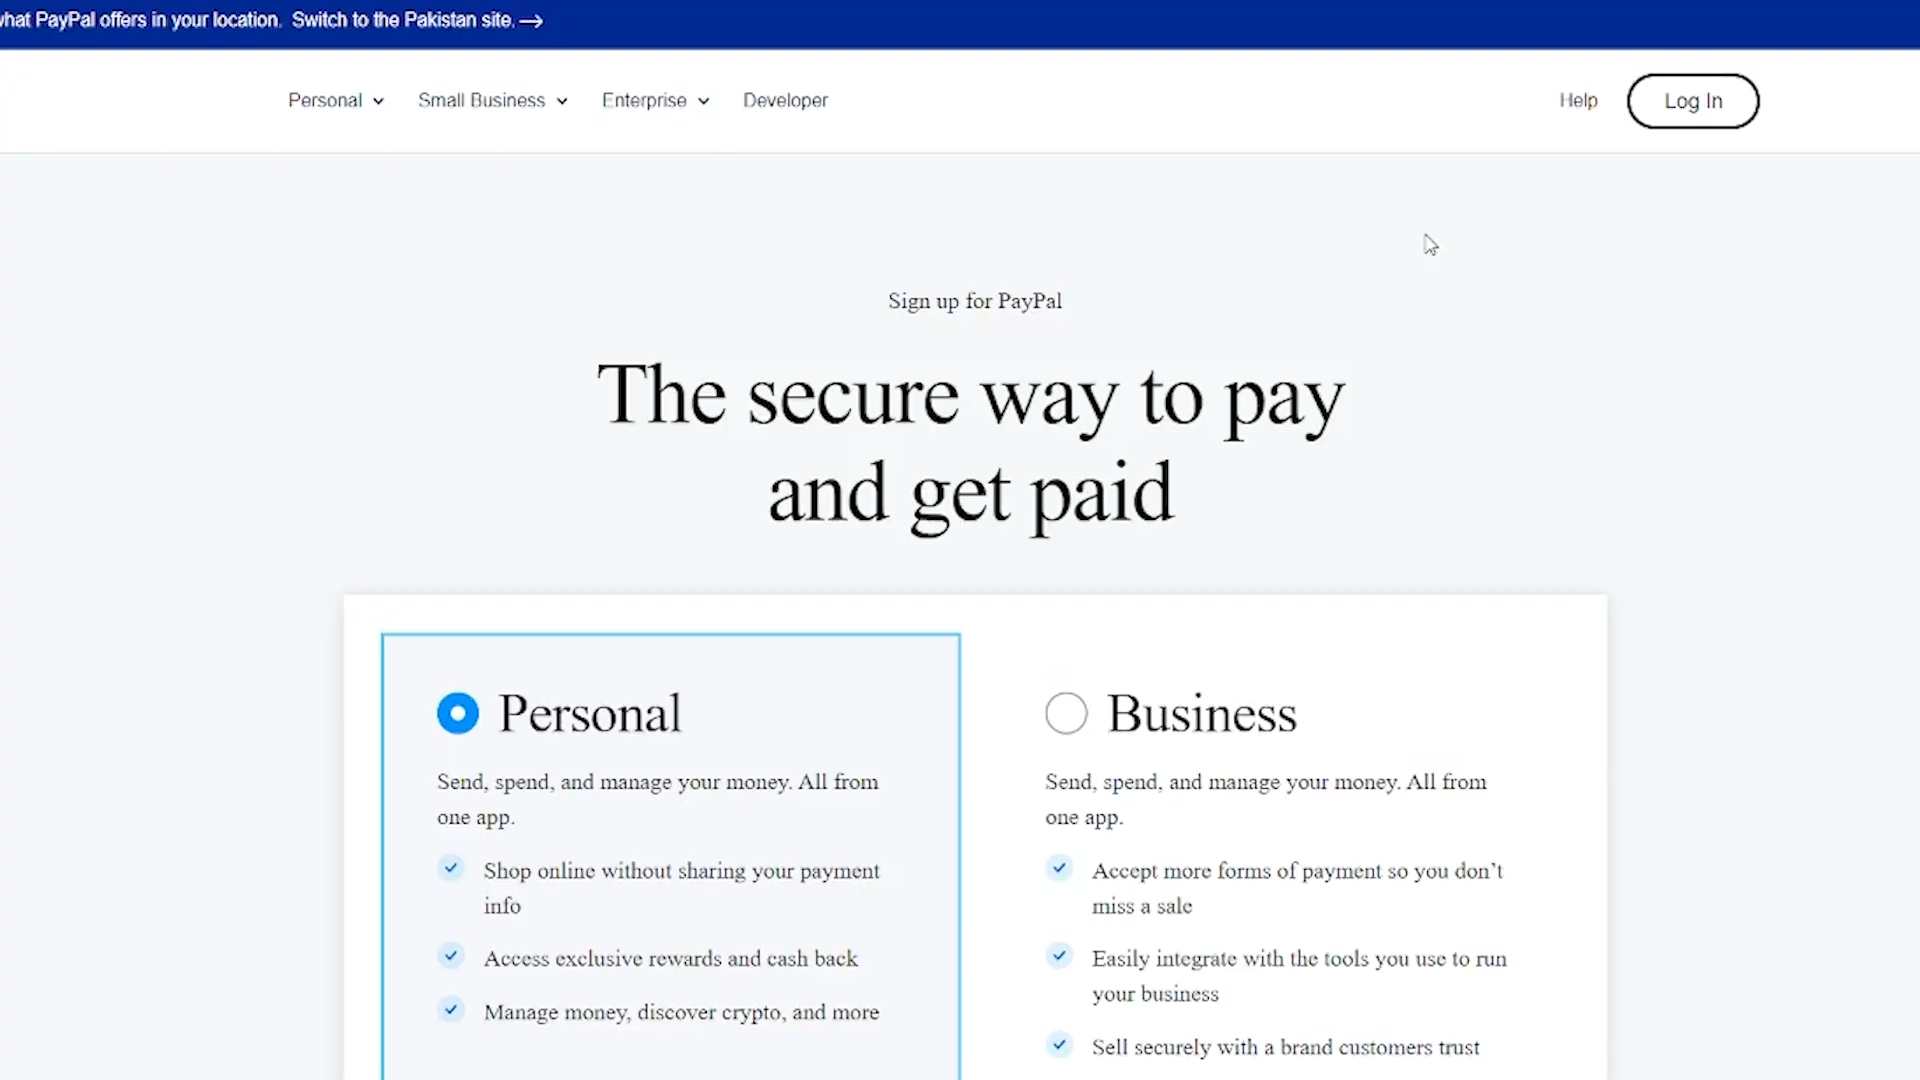 what PayPal offers in your location. Switch to the Pakistan site.
Personal Small Business Enterprise Developer Help Log In
Sign up for PayPal
The secure way to pay
and get paid
Personal
Send, spend, and manage your money. All from
one app.
Shop online without sharing your payment
info
Access exclusive rewards and cash back
Manage money, discover crypto, and more
Business
Send, spend, and manage your money. All from
one app.
Accept more forms of payment so you don’t
miss a sale
Easily integrate with the tools you use to run
your business
Sell securely with a brand customers trust